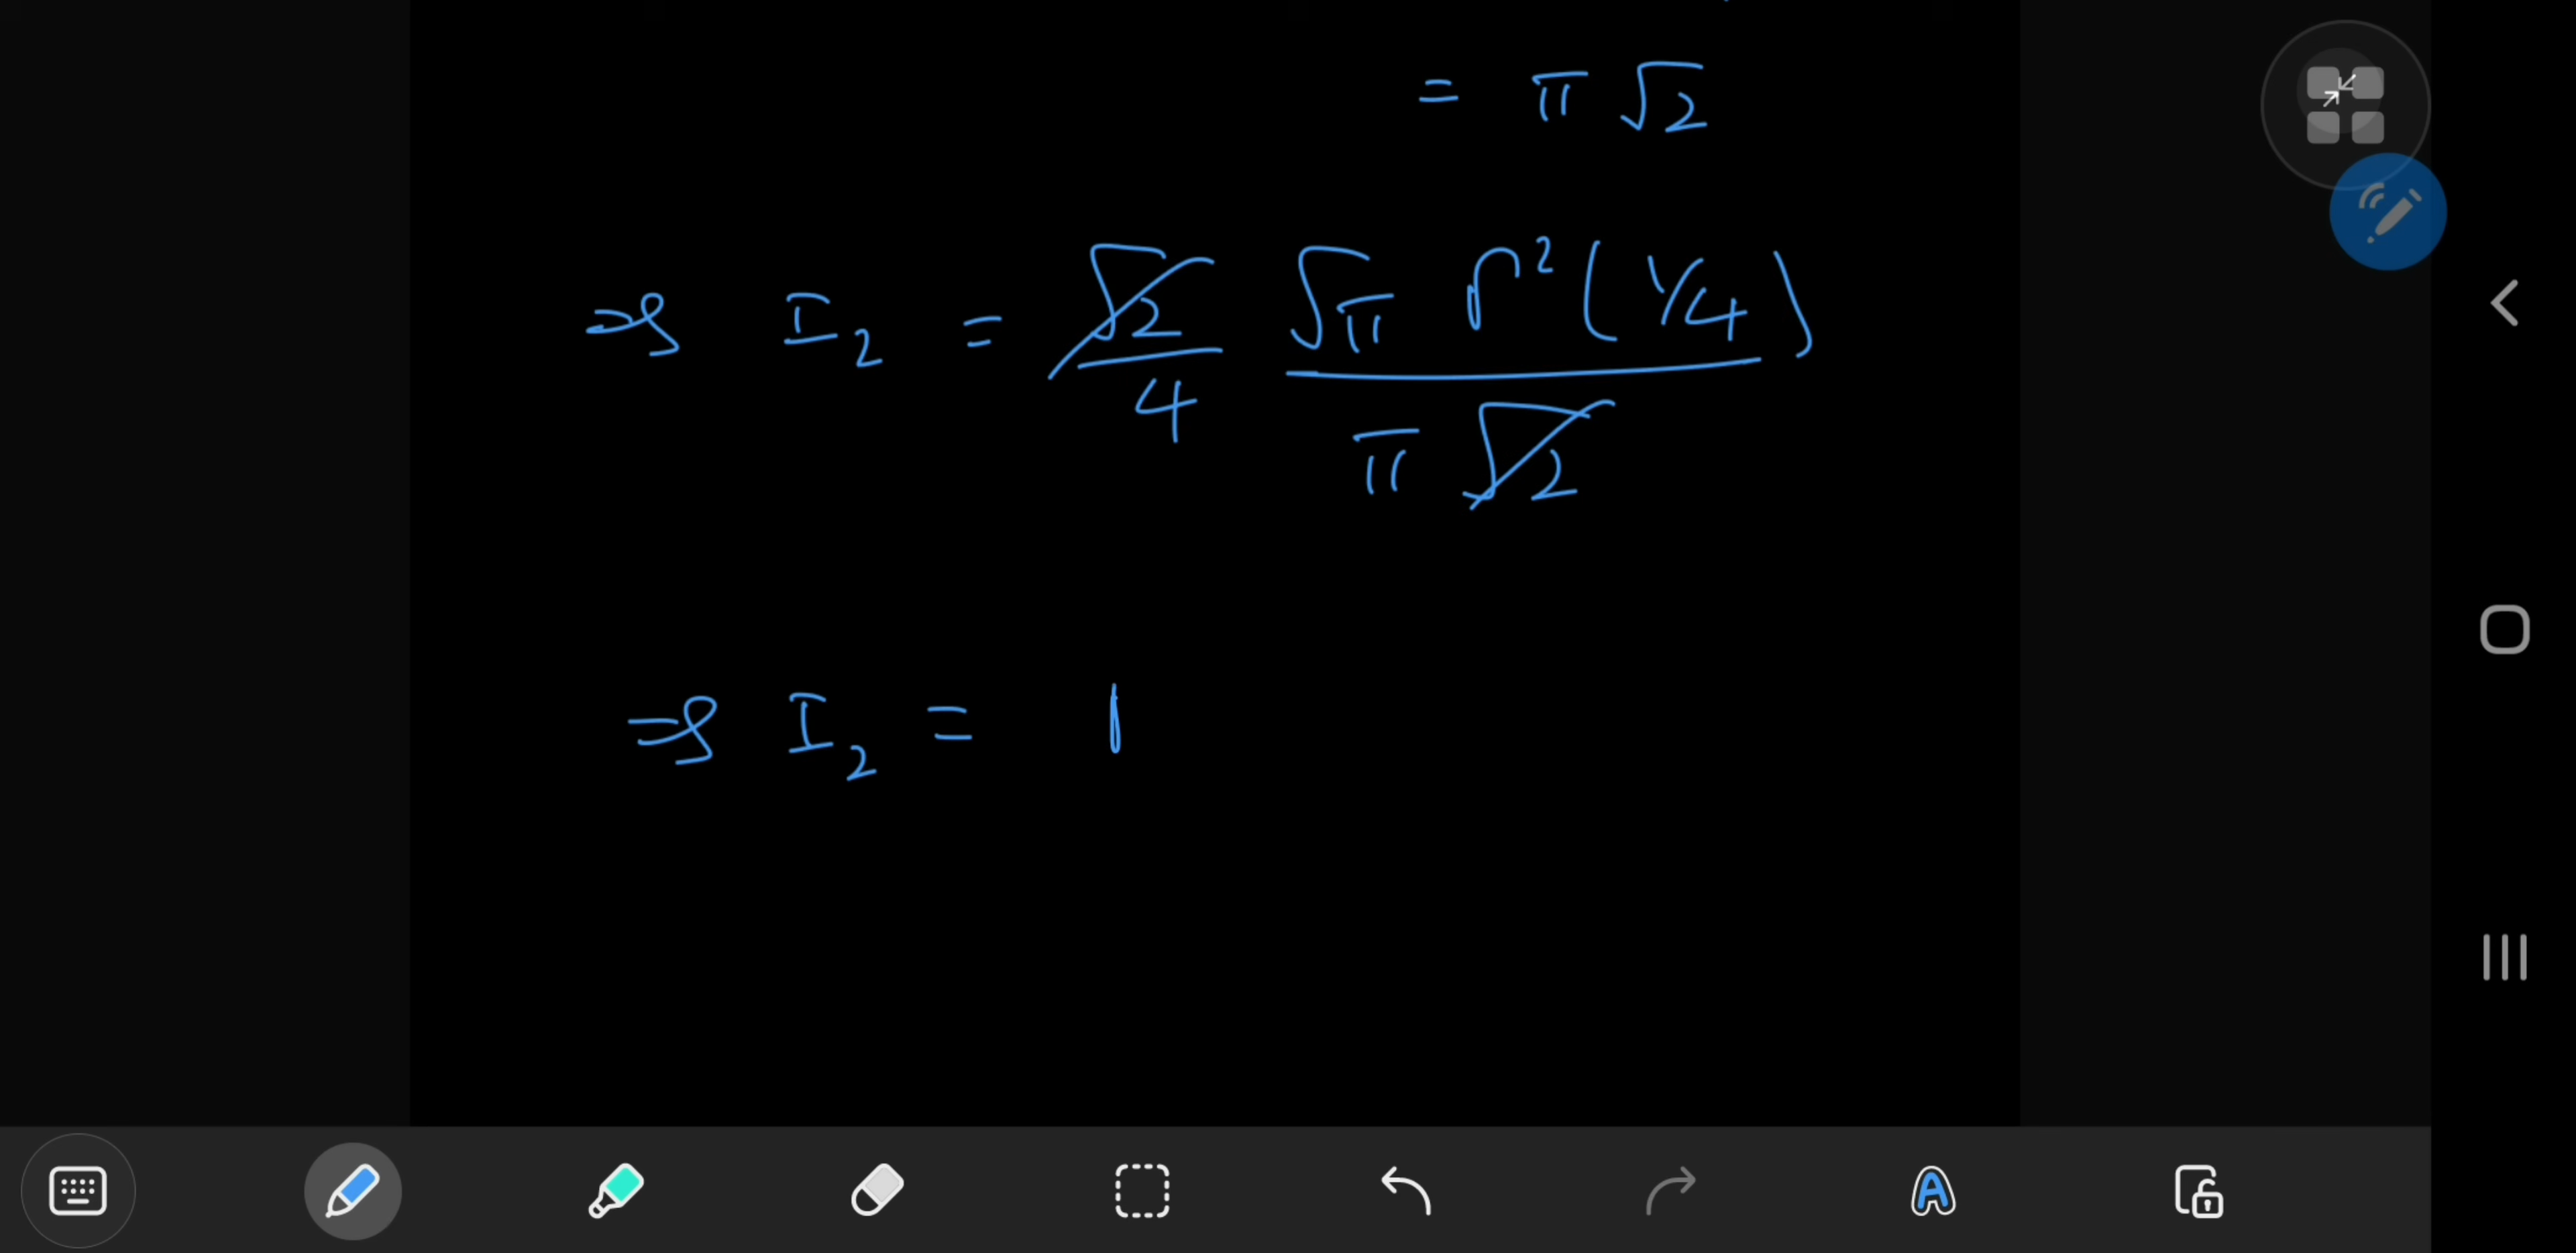 = π √2
⇒ I₂ = √2/4 √π Γ²(1/4) / π √2
⇒ I₂ = 1
A